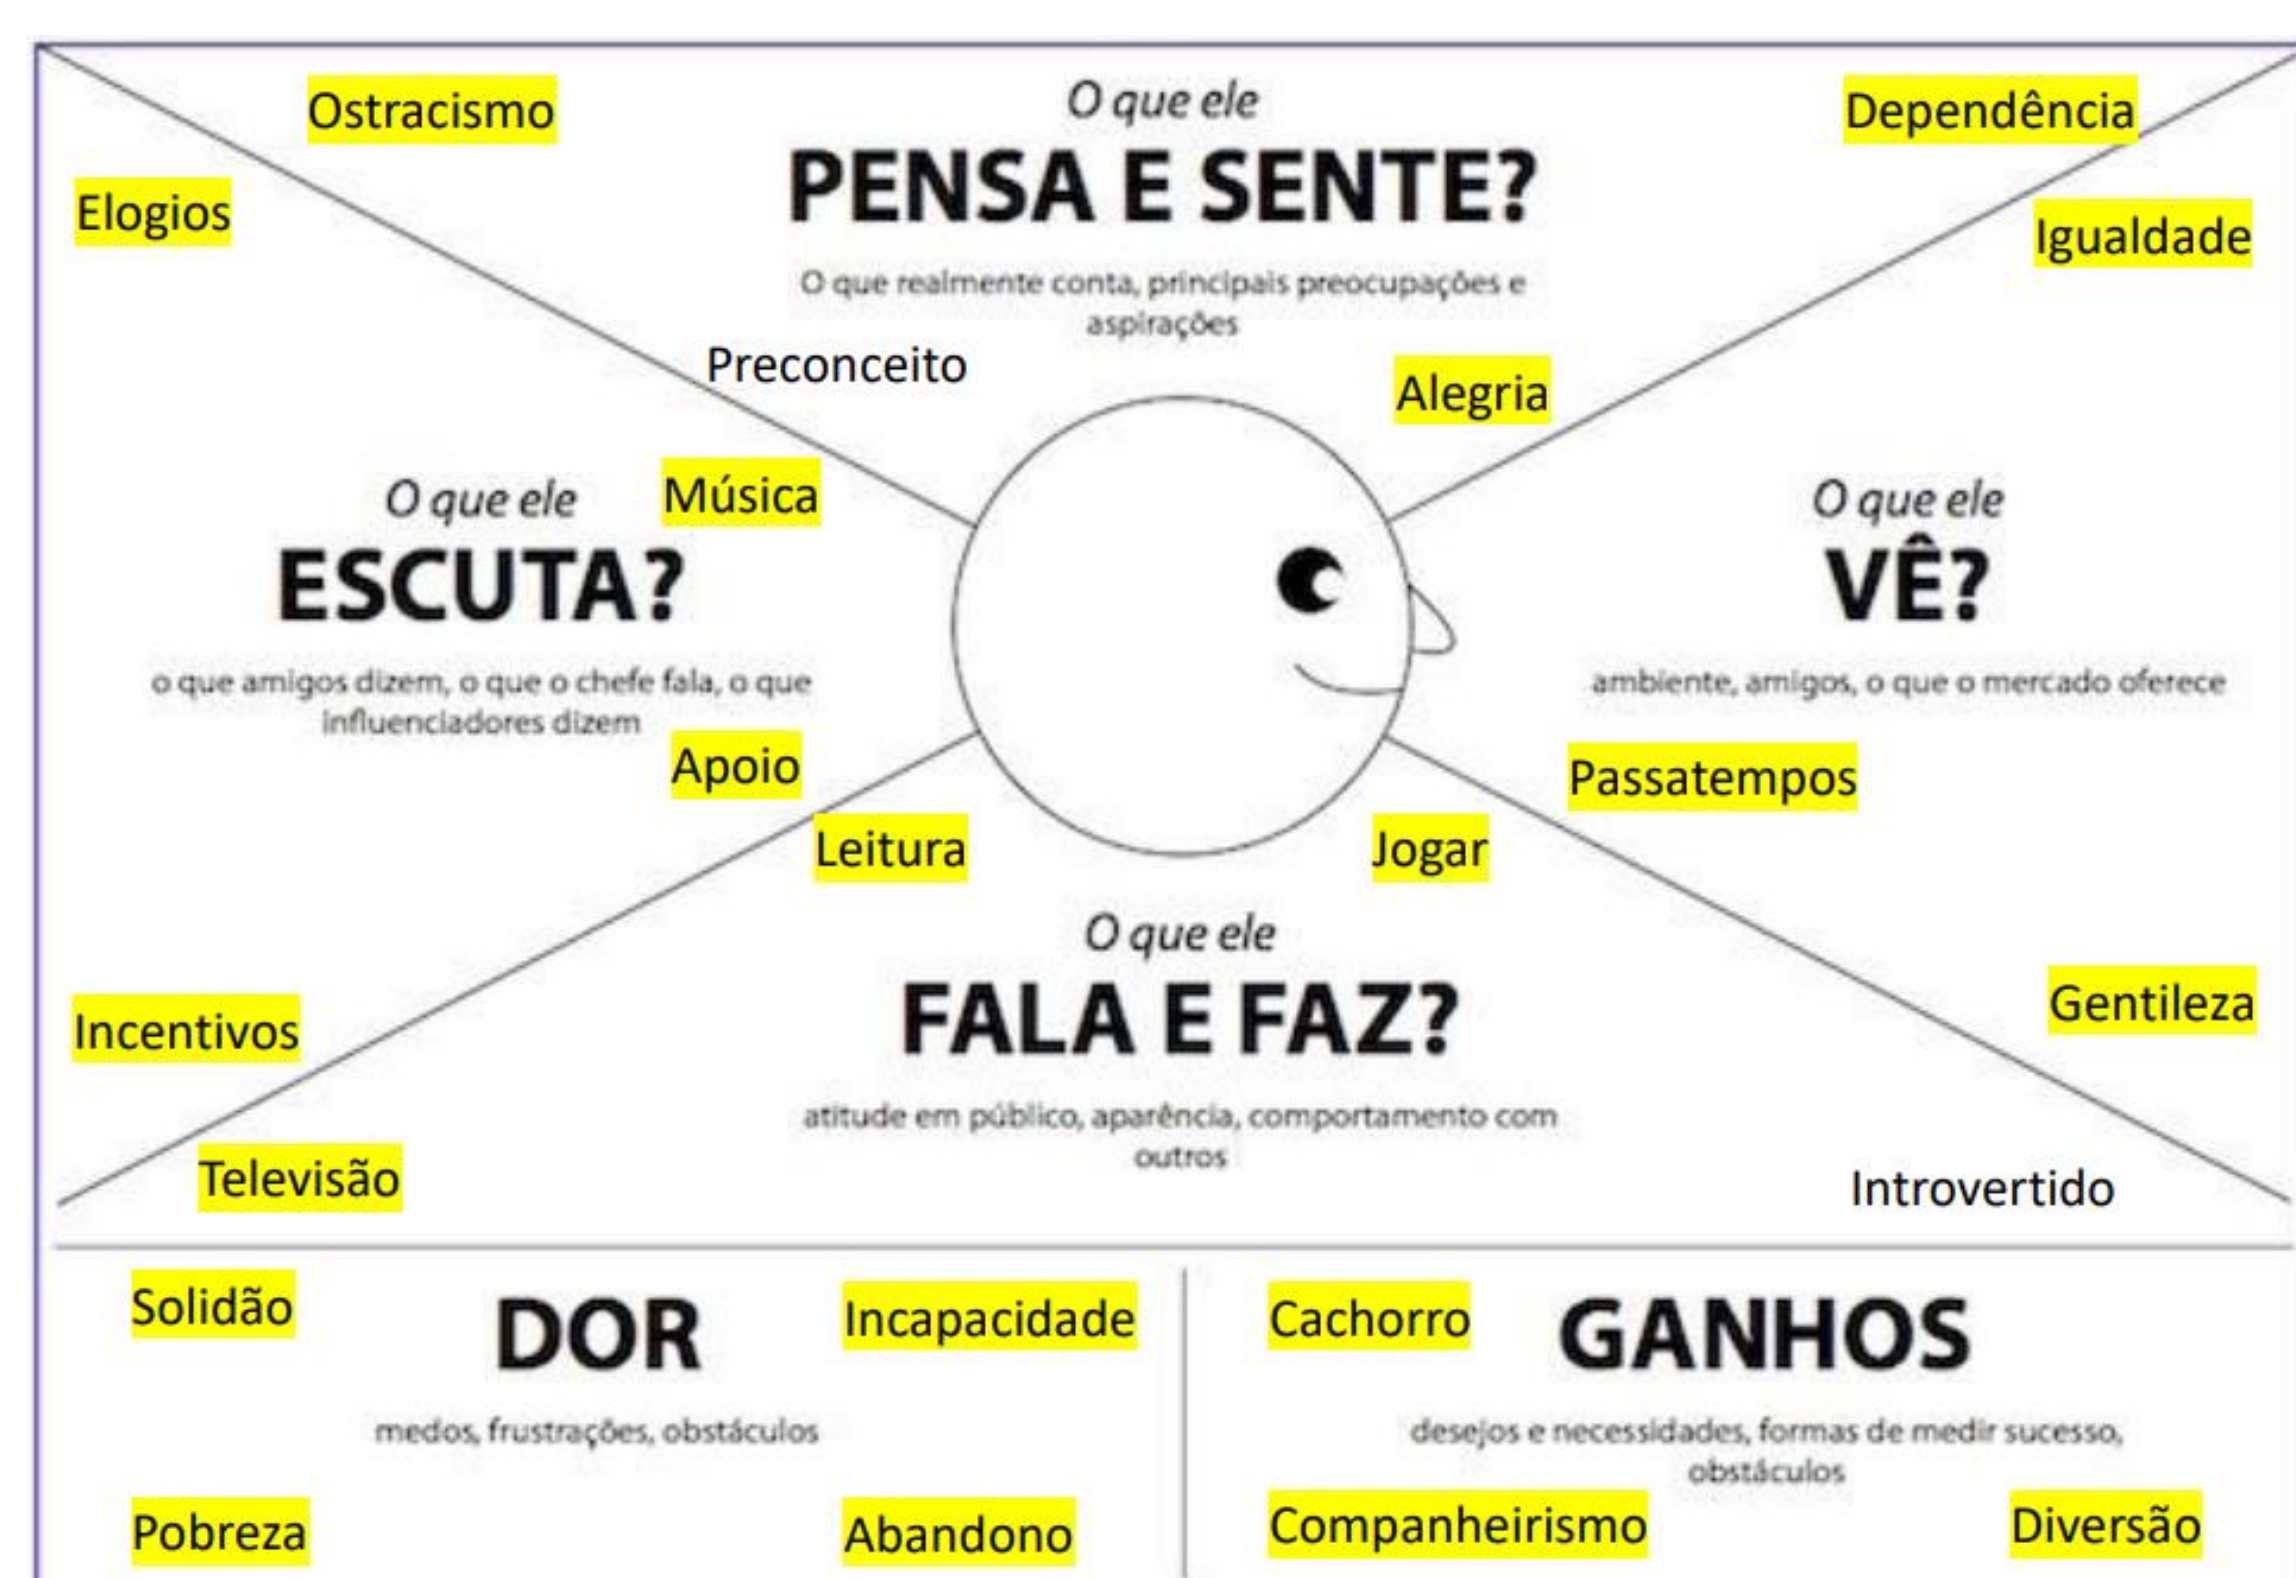 Ostracismo
O que ele
Dependência
PENSA E SENTE?
Elogios
Igualdade
O que realmente conta, principais preocupações e
aspirações
Preconceito
Alegria
O que ele
Música
ESCUTA?
o que amigos dizem, o que o chefe fala, o que
influenciadores dizem
Apoio
O que ele
VÊ?
ambiente, amigos, o que o mercado oferece
Passatempos
Leitura
Jogar
O que ele
FALA E FAZ?
Incentivos
Gentileza
atitude em público, aparência, comportamento com
outros
Televisão
Introvertido
Solidão
DOR
Incapacidade
medos, frustrações, obstáculos
Pobreza
Abandono
Cachorro
GANHOS
desejos e necessidades, formas de medir sucesso,
obstáculos
Companheirismo
Diversão